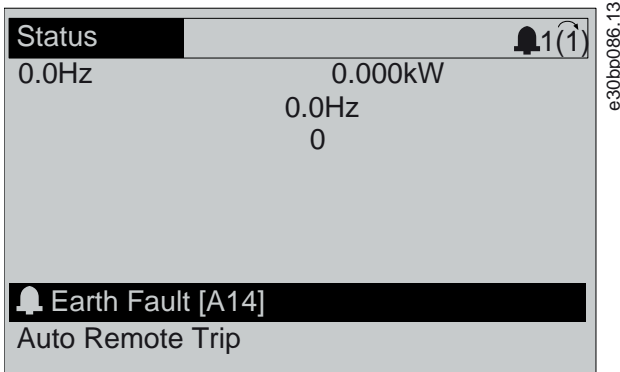 Status 1(1)
0.0Hz 0.000kW
0.0Hz
0
Earth Fault [A14]
Auto Remote Trip
e30bp086.13